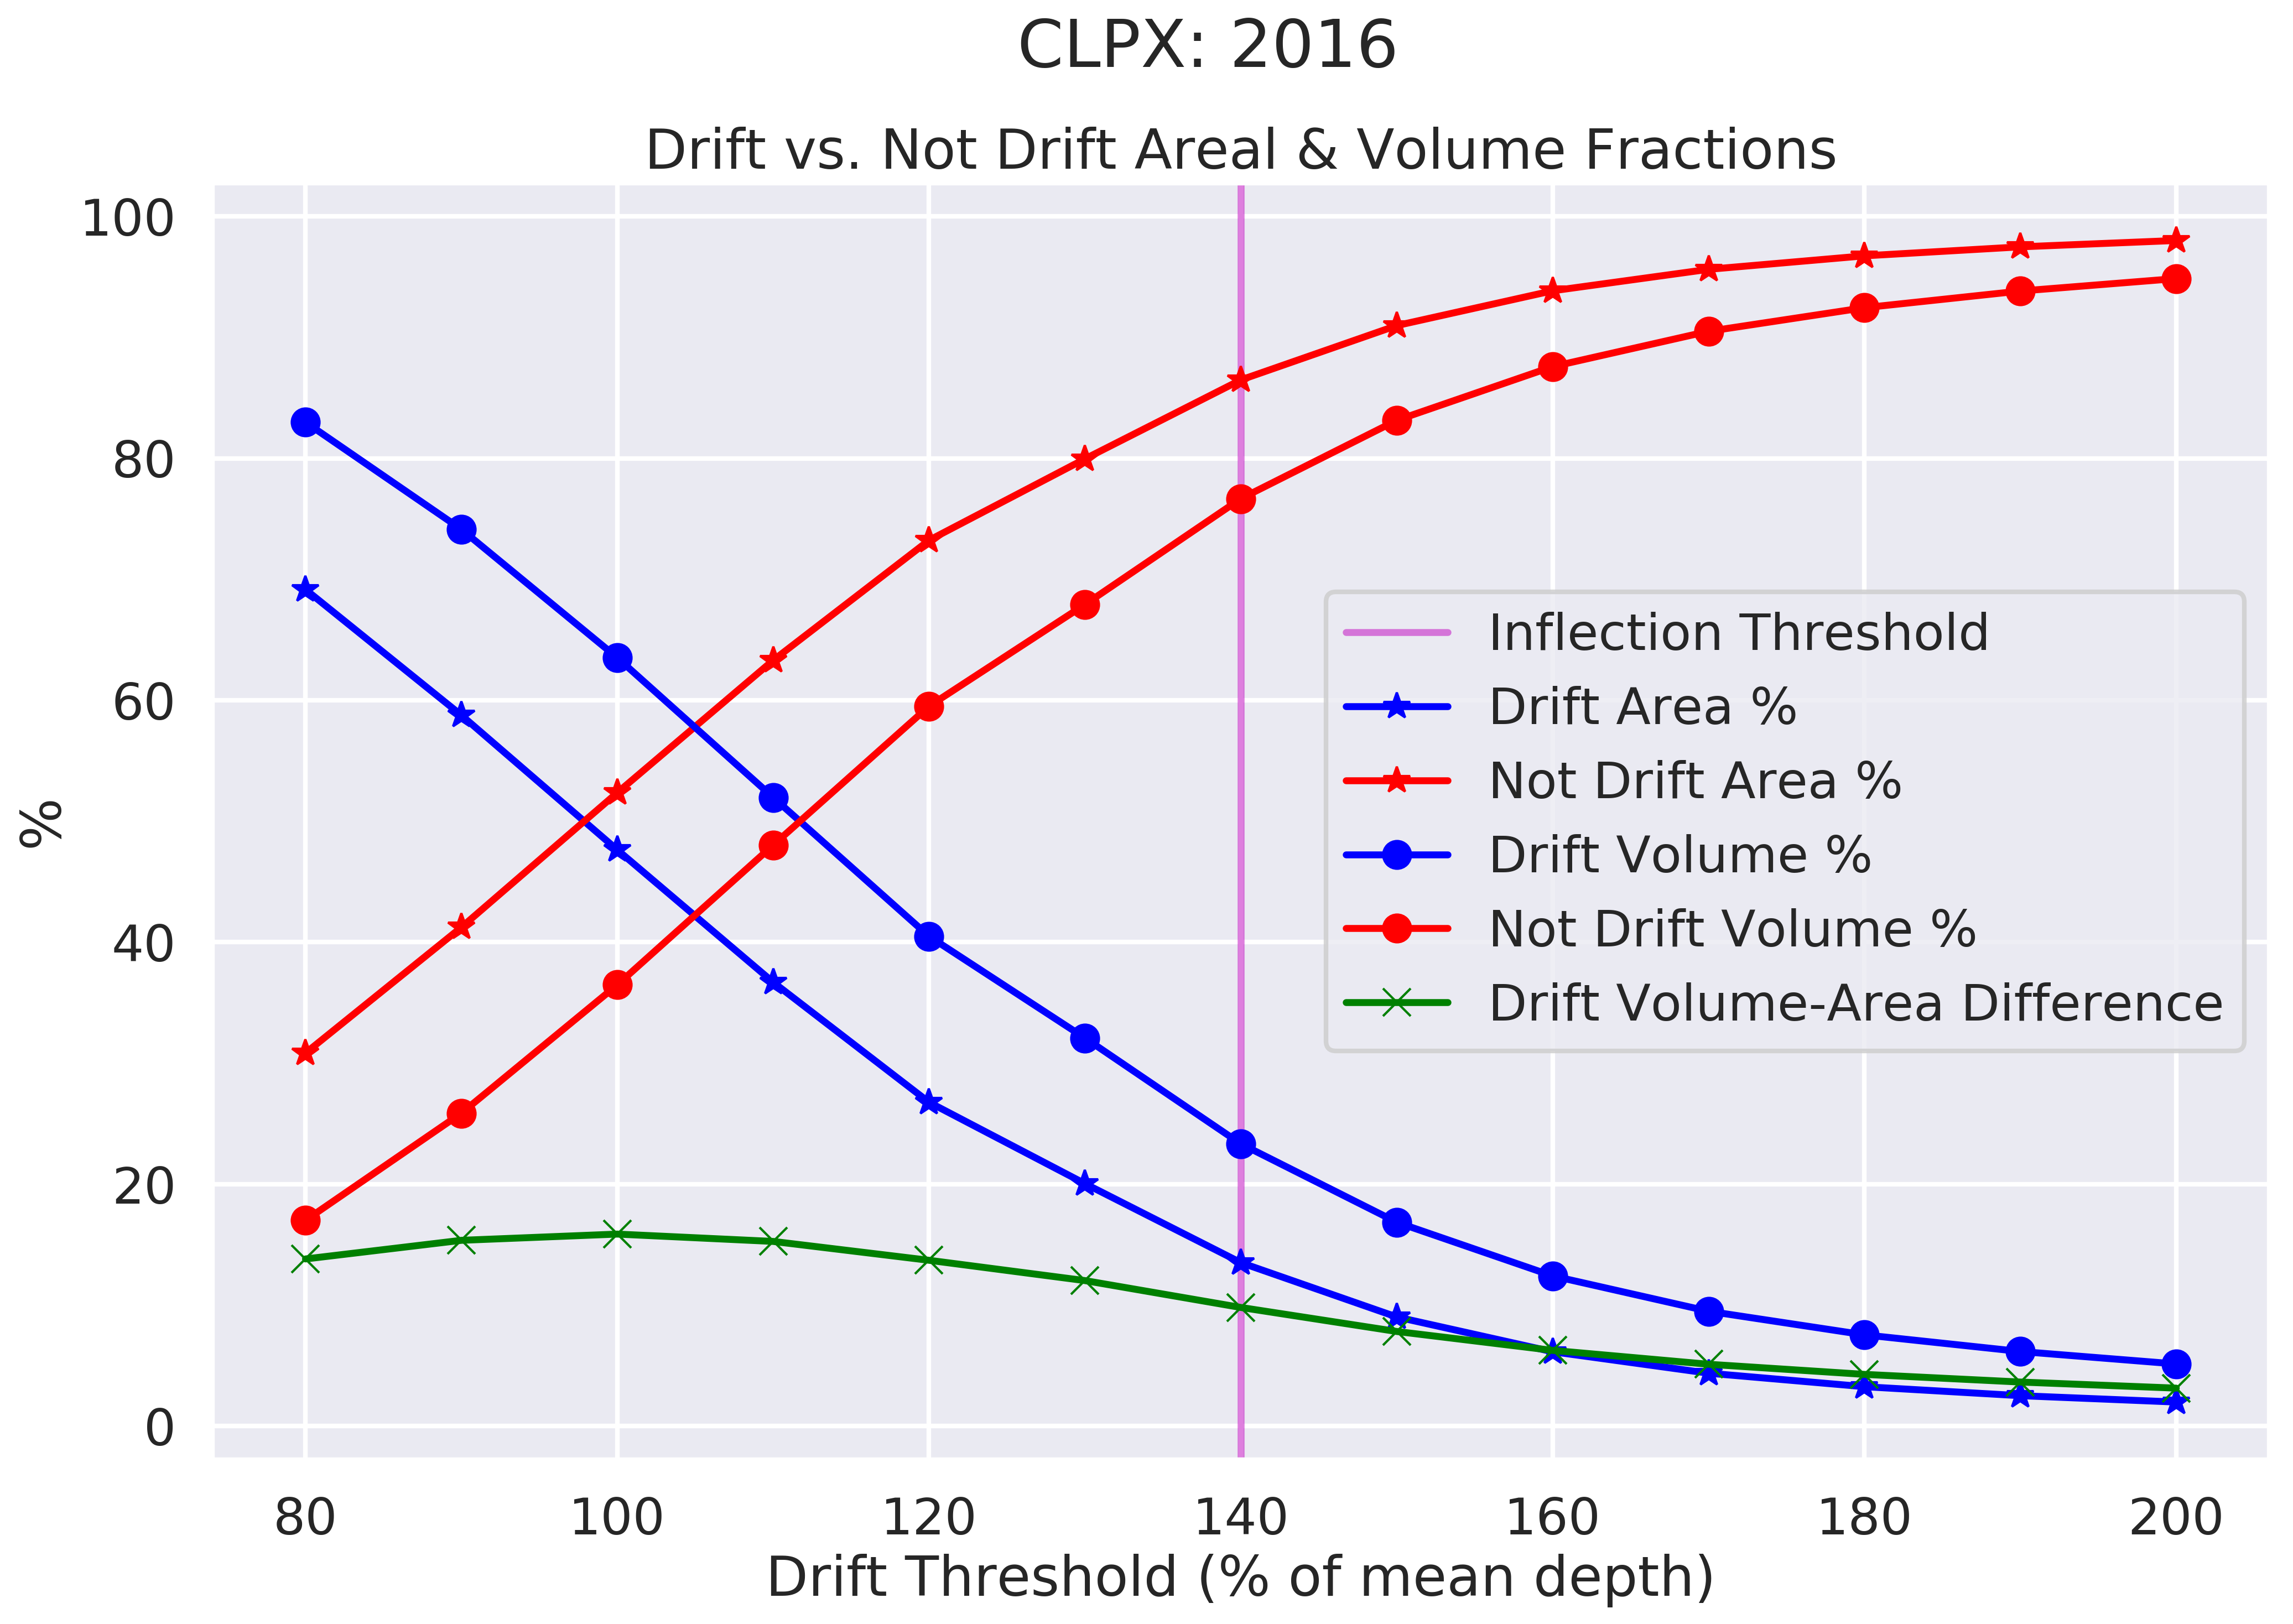 CLPX: 2016
Drift vs. Not Drift Areal & Volume Fractions
100
80
60
40
20
0
%
Inflection Threshold
Drift Area %
Not Drift Area %
Drift Volume %
Not Drift Volume %
Drift Volume-Area Difference
80 100 120 140 160 180 200
Drift Threshold (% of mean depth)